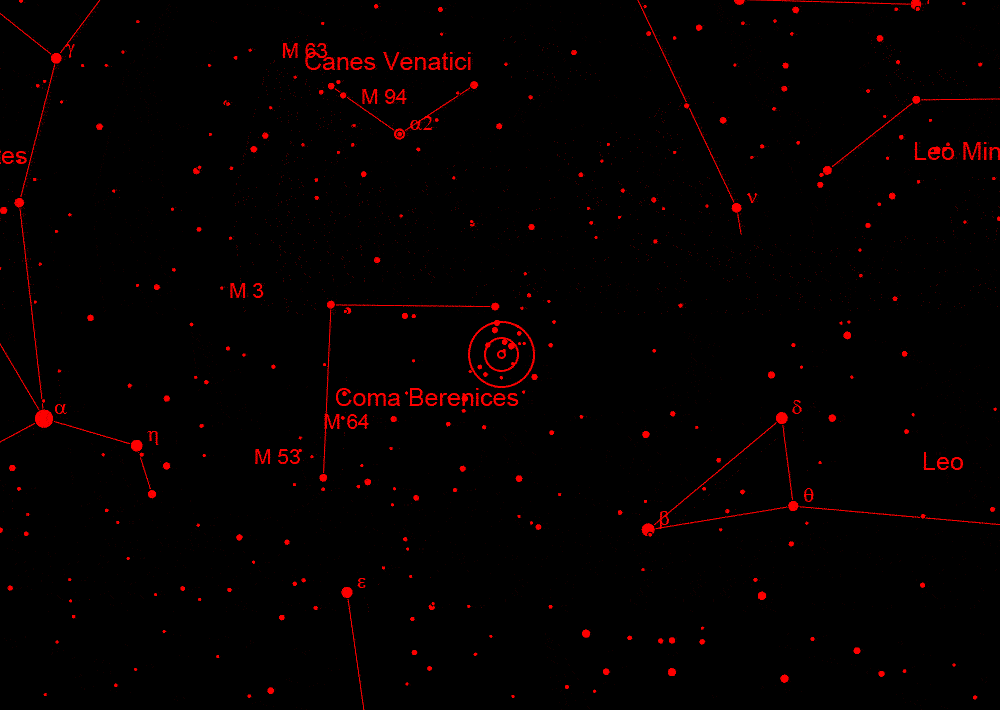 γ
M 63
Canes Venatici
M 94
α2
tes
Leo Min
ν
M 3
Coma Berenices
α
δ
M 64
η
M 53
Leo
θ
β
ε